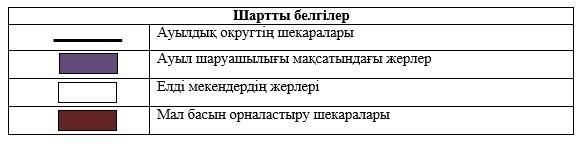 Шартты белгілер
Ауылдық округтің шекаралары
Ауыл шаруашылығы мақсатындағы жерлер
Елді мекендердің жерлері
Мал басын орналастыру шекаралары